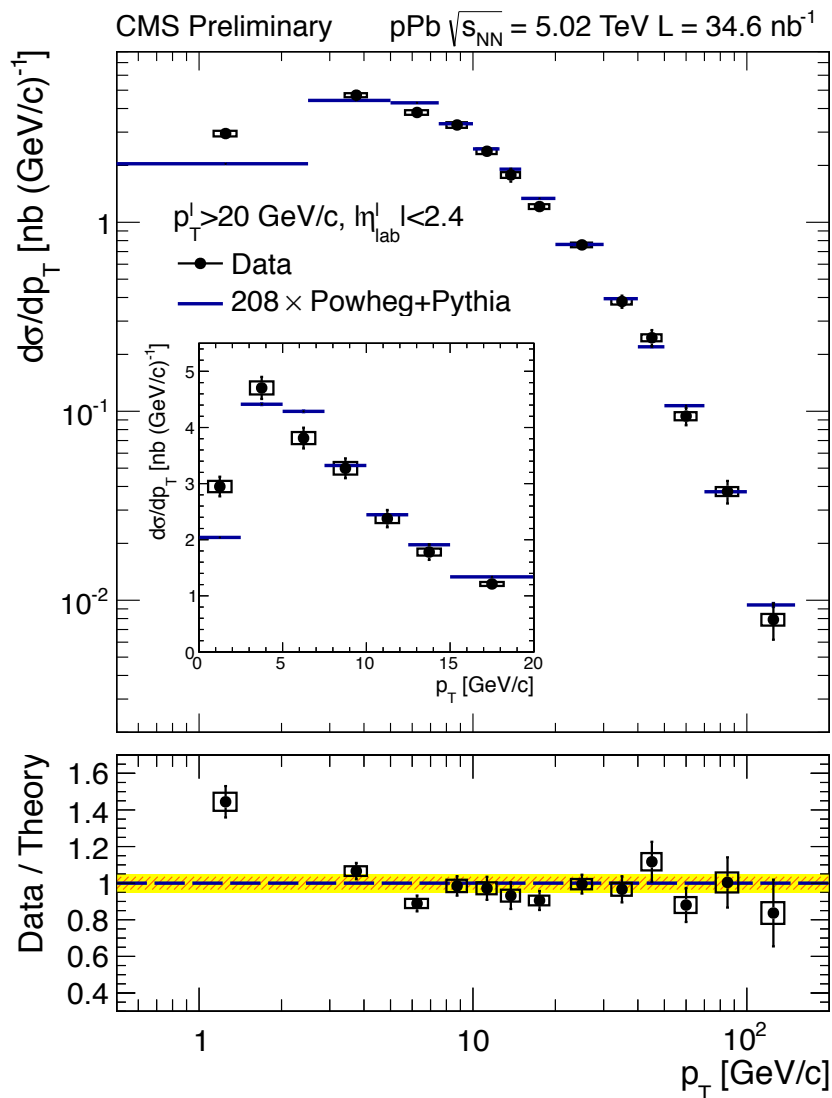 CMS Preliminary pPb √s_NN = 5.02 TeV L = 34.6 nb⁻¹
dσ/dp_T [nb (GeV/c)⁻¹]
1
10⁻¹
10⁻²
p_T^l>20 GeV/c, |η_lab^l|<2.4
Data
208 × Powheg+Pythia
dσ/dp_T [nb (GeV/c)⁻¹]
5
4
3
2
1
0
0 5 10 15 20
p_T [GeV/c]
Data / Theory
1.6
1.4
1.2
1
0.8
0.6
0.4
1 10 10²
p_T [GeV/c]